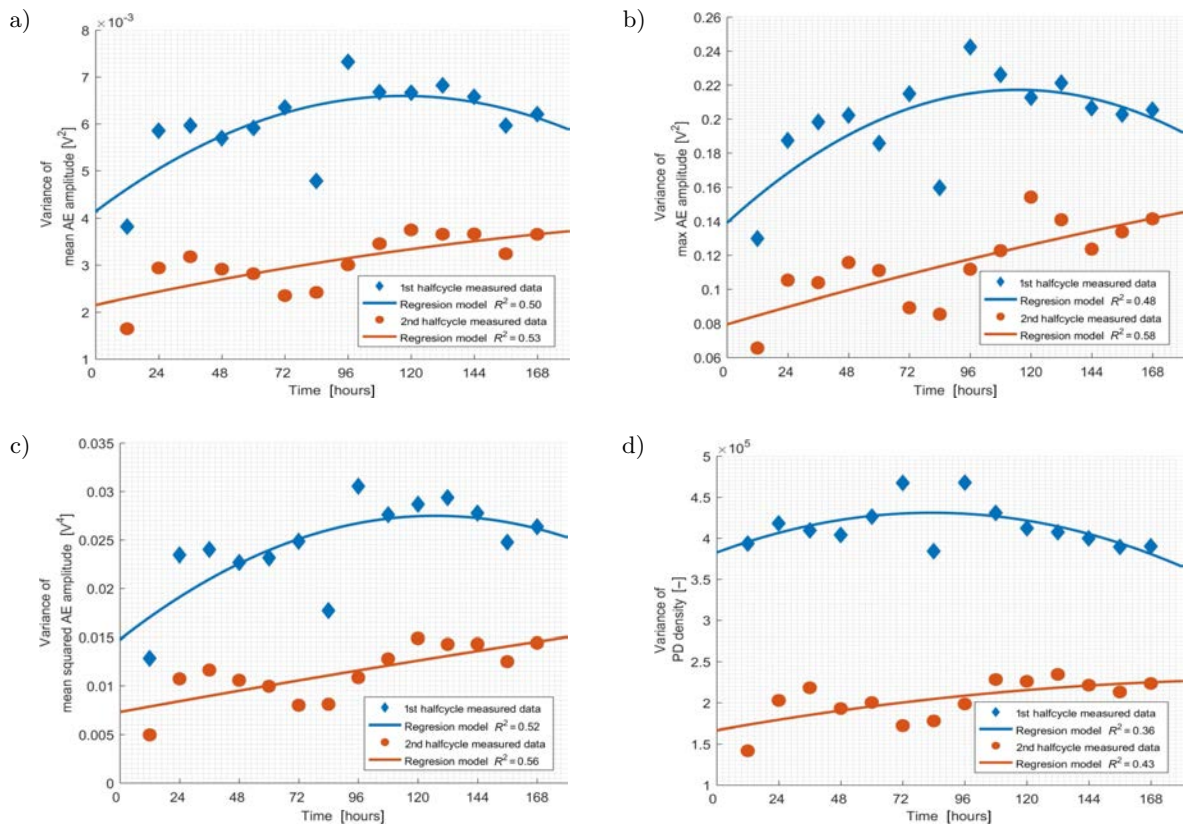 a)
×10⁻³
8
7
6
5
4
3
2
1
Variance of
mean AE amplitude [V²]
0 24 48 72 96 120 144 168
Time [hours]
1st halfcycle measured data
Regresion model R² = 0.50
2nd halfcycle measured data
Regresion model R² = 0.53
b)
0.26
0.24
0.22
0.2
0.18
0.16
0.14
0.12
0.1
0.08
0.06
Variance of
max AE amplitude [V²]
0 24 48 72 96 120 144 168
Time [hours]
1st halfcycle measured data
Regresion model R² = 0.48
2nd halfcycle measured data
Regresion model R² = 0.58
c)
0.035
0.03
0.025
0.02
0.015
0.01
0.005
0
Variance of
mean squared AE amplitude [V⁴]
0 24 48 72 96 120 144 168
Time [hours]
1st halfcycle measured data
Regresion model R² = 0.52
2nd halfcycle measured data
Regresion model R² = 0.56
d)
×10⁵
5
4.5
4
3.5
3
2.5
2
1.5
1
Variance of
PD density [-]
0 24 48 72 96 120 144 168
Time [hours]
1st halfcycle measured data
Regresion model R² = 0.36
2nd halfcycle measured data
Regresion model R² = 0.43